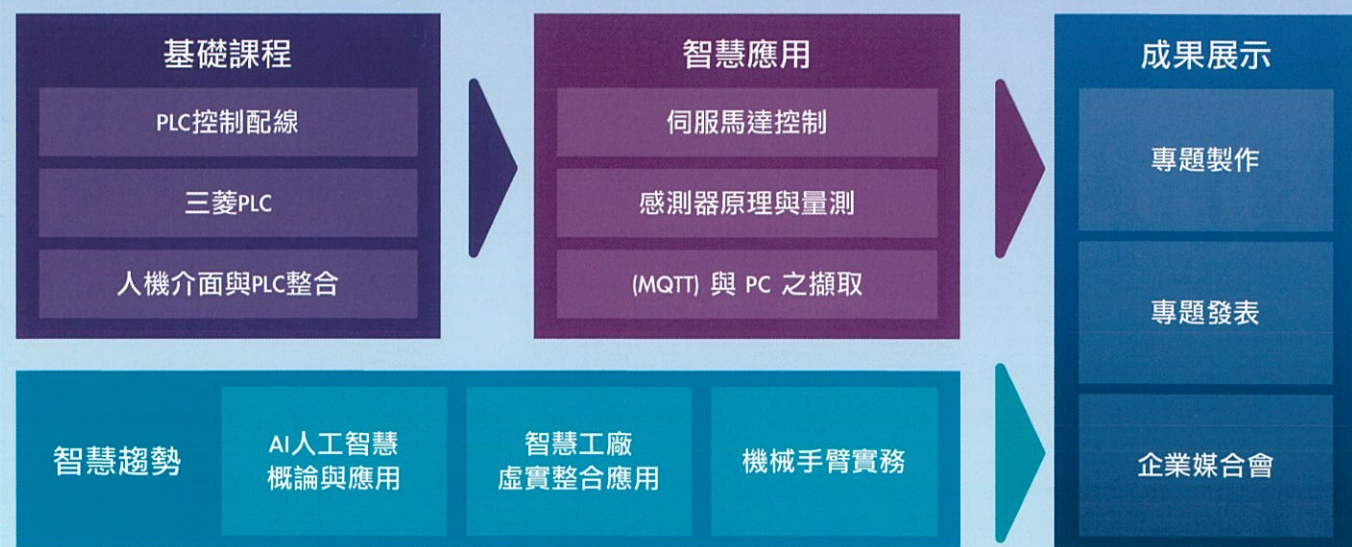 基礎課程
PLC控制配線
三菱PLC
人機介面與PLC整合
智慧應用
伺服馬達控制
感測器原理與量測
(MQTT) 與 PC 之擷取
成果展示
專題製作
專題發表
企業媒合會
智慧趨勢
AI人工智慧
概論與應用
智慧工廠
虛實整合應用
機械手臂實務